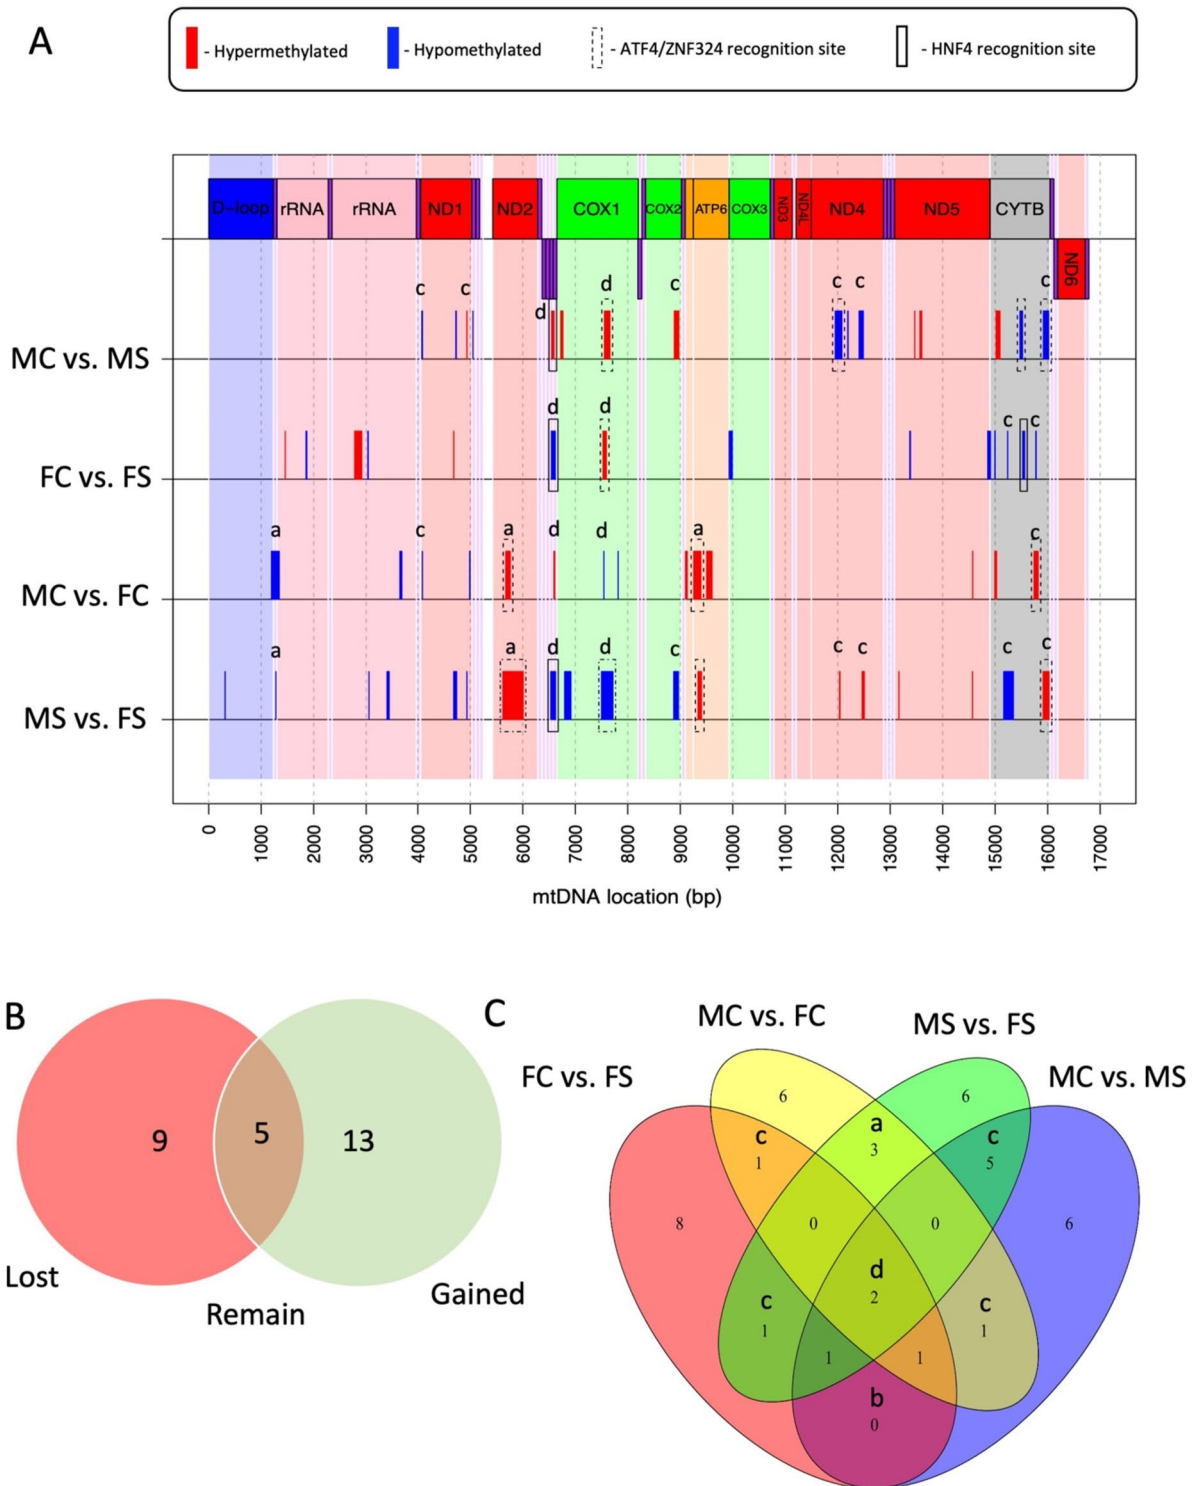 A
- Hypermethylated - Hypomethylated - ATF4/ZNF324 recognition site - HNF4 recognition site
D-loop rRNA rRNA ND1 ND2 COX1 COX2 ATP6 COX3 ND3 ND4L ND4 ND5 CYTB
ND6
c c d d c c c c
MC vs. MS
d d c c
FC vs. FS
a c a d d a c
MC vs. FC
a a d d c c c c c
MS vs. FS
0 1000 2000 3000 4000 5000 6000 7000 8000 9000 10000 11000 12000 13000 14000 15000 16000 17000
mtDNA location (bp)
B
9 5 13
Lost
Remain
Gained
C
MC vs. FC
MS vs. FS
FC vs. FS
MC vs. MS
6 6
a
3
c
1
c
5
8 0 0 6
d
2
c
1
c
1
1 1
b
0